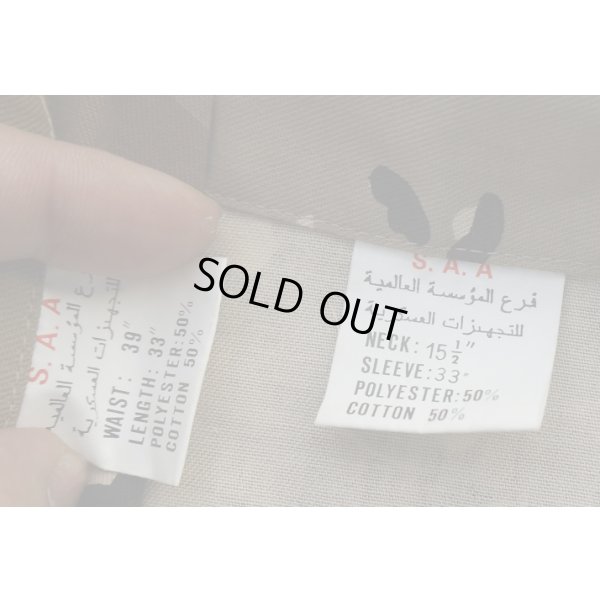 S. A. A
فرع المؤسسة العالمية
للتجهيزات العسكرية
WAIST: 39"
LENGTH: 33"
POLYESTER:50%
COTTON 50%
SOLD OUT
S. A. A
فرع المؤسسة العالمية
للتجهيزات العسكرية
NECK: 15½"
SLEEVE:33"
POLYESTER:50%
COTTON 50%